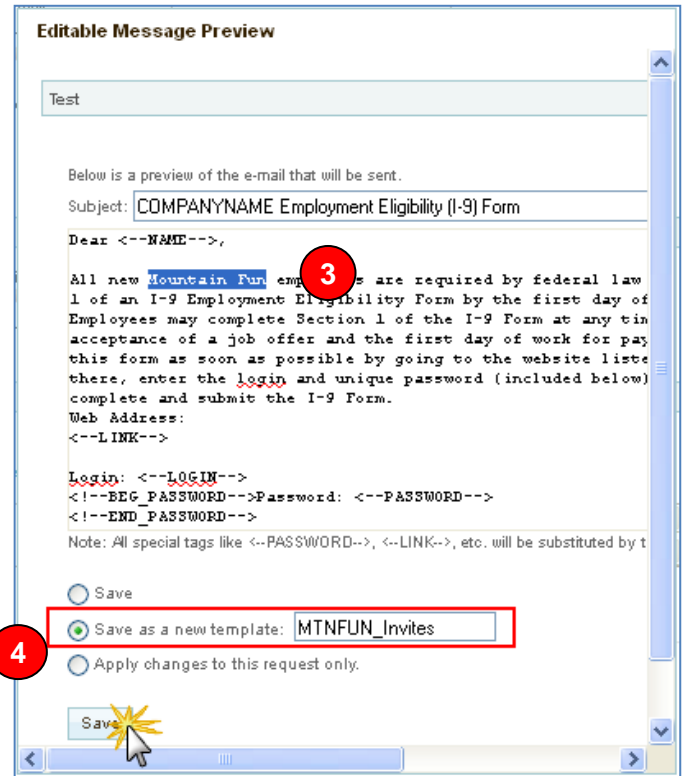 Editable Message Preview
Test
Below is a preview of the e-mail that will be sent.
Subject: COMPANYNAME Employment Eligibility (I-9) Form
Dear <--NAME-->,
All new Mountain Fun 3 are required by federal law
1 of an I-9 Employment Eligibility Form by the first day of
Employees may complete Section 1 of the I-9 Form at any
acceptance of a job offer and the first day of work for pay
this form as soon as possible by going to the website
there, enter the login and unique password (included below)
complete and submit the I-9 Form.
Web Address:
<--LINK-->
Login: <--LOGIN-->
<!--BEG_PASSWORD-->Password: <--PASSWORD-->
<!--END_PASSWORD-->
Note: All special tags like <--PASSWORD-->, <--LINK-->, etc. will be substituted by
Save
4 Save as a new template: MTNFUN_Invites
Apply changes to this request only.
Save